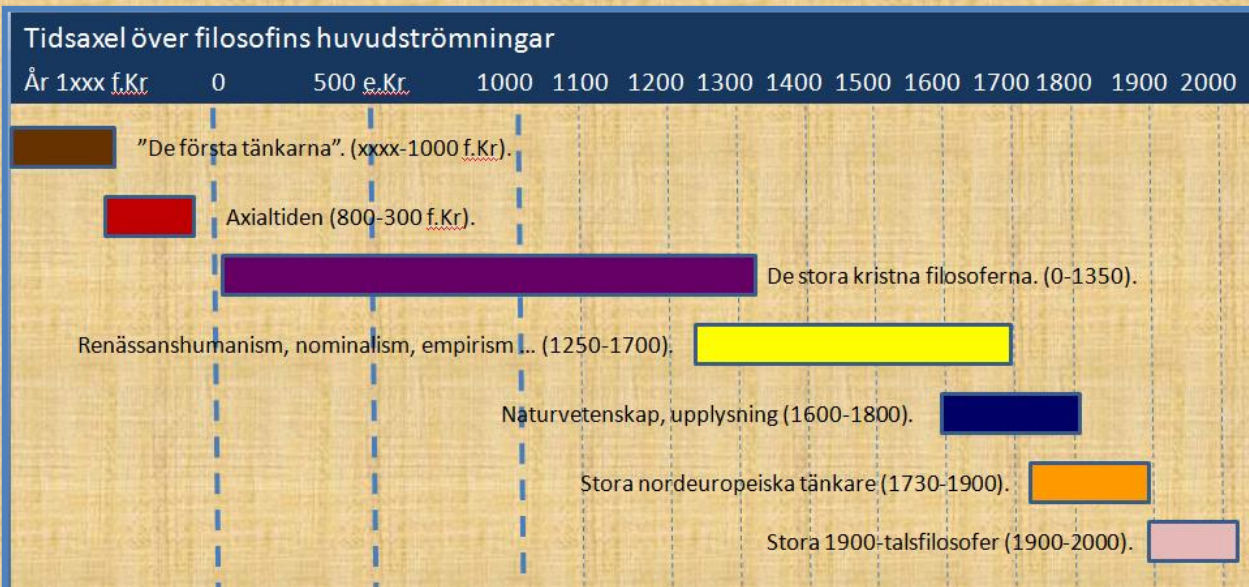 Tidsaxel över filosofins huvudströmningar
År 1xxx f.Kr 0 500 e.Kr. 1000 1100 1200 1300 1400 1500 1600 1700 1800 1900 2000
”De första tänkarna”. (xxxx-1000 f.Kr).
Axialtiden (800-300 f.Kr).
De stora kristna filosoferna. (0-1350).
Renässanshumanism, nominalism, empirism ... (1250-1700).
Naturvetenskap, upplysning (1600-1800).
Stora nordeuropeiska tänkare (1730-1900).
Stora 1900-talsfilosofer (1900-2000).